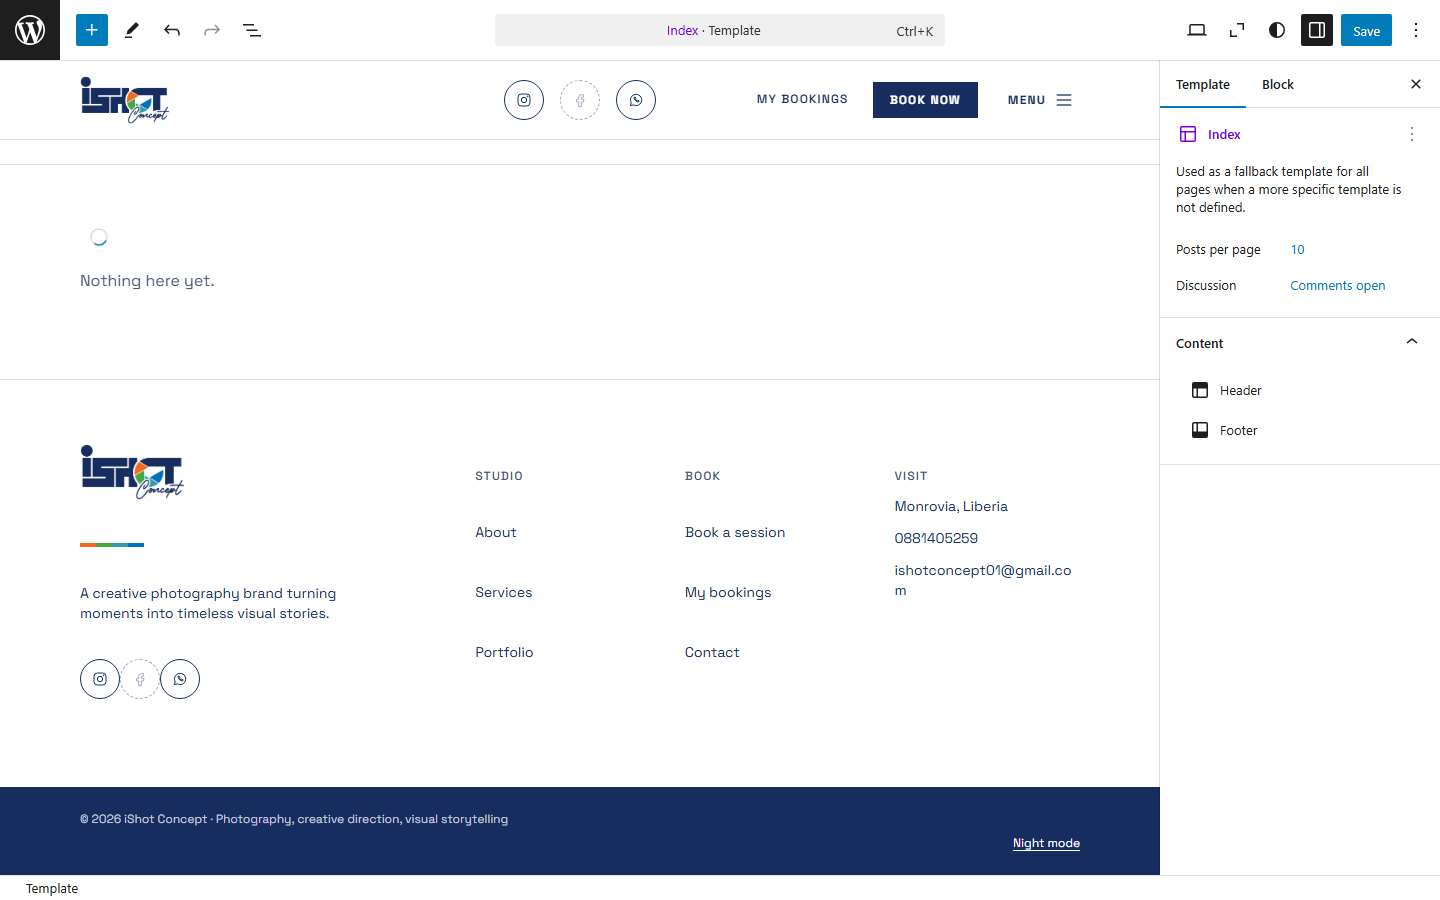 Index · Template
Ctrl+K
Save
iSHOT
Concept
MY BOOKINGS
BOOK NOW
MENU
Nothing here yet.
iSHOT
Concept
A creative photography brand turning
moments into timeless visual stories.
STUDIO
About
Services
Portfolio
BOOK
Book a session
My bookings
Contact
VISIT
Monrovia, Liberia
0881405259
ishotconcept01@gmail.co
m
© 2026 iShot Concept · Photography, creative direction, visual storytelling
Night mode
Template
Block
Index
Used as a fallback template for all
pages when a more specific template is
not defined.
Posts per page
10
Discussion
Comments open
Content
Header
Footer
Template